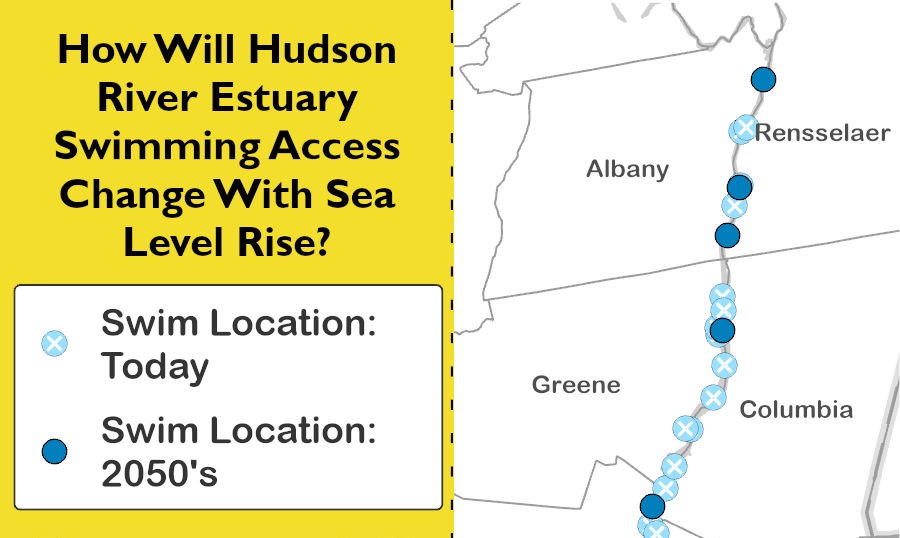 How Will Hudson
River Estuary
Swimming Access
Change With Sea
Level Rise?
Swim Location:
Today
Swim Location:
2050's
Rensselaer
Albany
Greene
Columbia